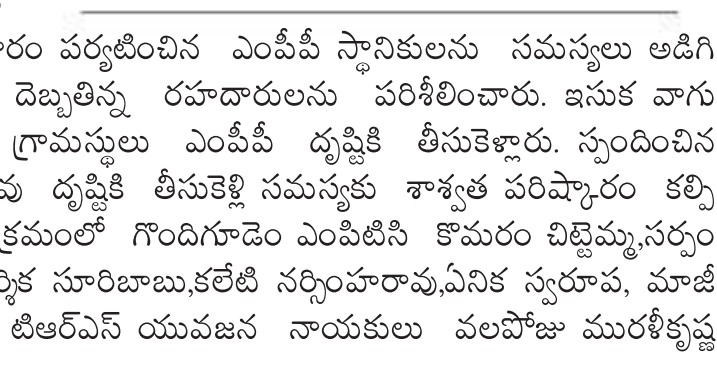 రం పర్యటించిన ఎంపీపీ స్థానికులను సమస్యలు అడిగి
దెబ్బతిన్న రహదారులను పరిశీలించారు. ఇసుక వాగు
గ్రామస్థులు ఎంపీపీ దృష్టికి తీసుకెళ్లారు. స్పందించిన
వు దృష్టికి తీసుకెళ్లి సమస్యకు శాశ్వత పరిష్కారం కల్పి
క్రమంలో గొందిగూడెం ఎంపిటిసి కొమరం చిట్టెమ్మ,సర్పం
ర్శిక సూరిబాబు,కలేటి నర్సింహరావు,ఏనిక స్వరూప, మాజీ
టిఆర్ఎస్ యువజన నాయకులు వలపోజు మురళీకృష్ణ